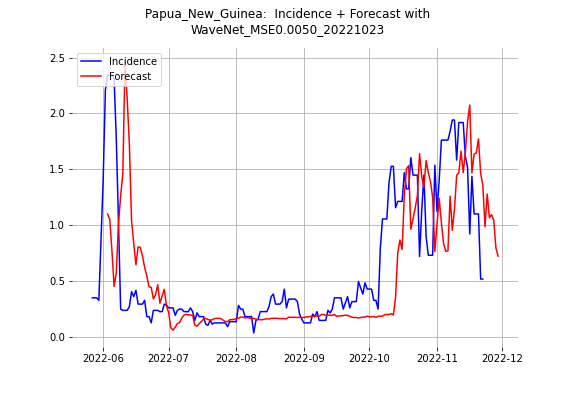 Papua_New_Guinea:  Incidence + Forecast with
WaveNet_MSE0.0050_20221023
Incidence
Forecast
2.5
2.0
1.5
1.0
0.5
0.0
2022-06 2022-07 2022-08 2022-09 2022-10 2022-11 2022-12